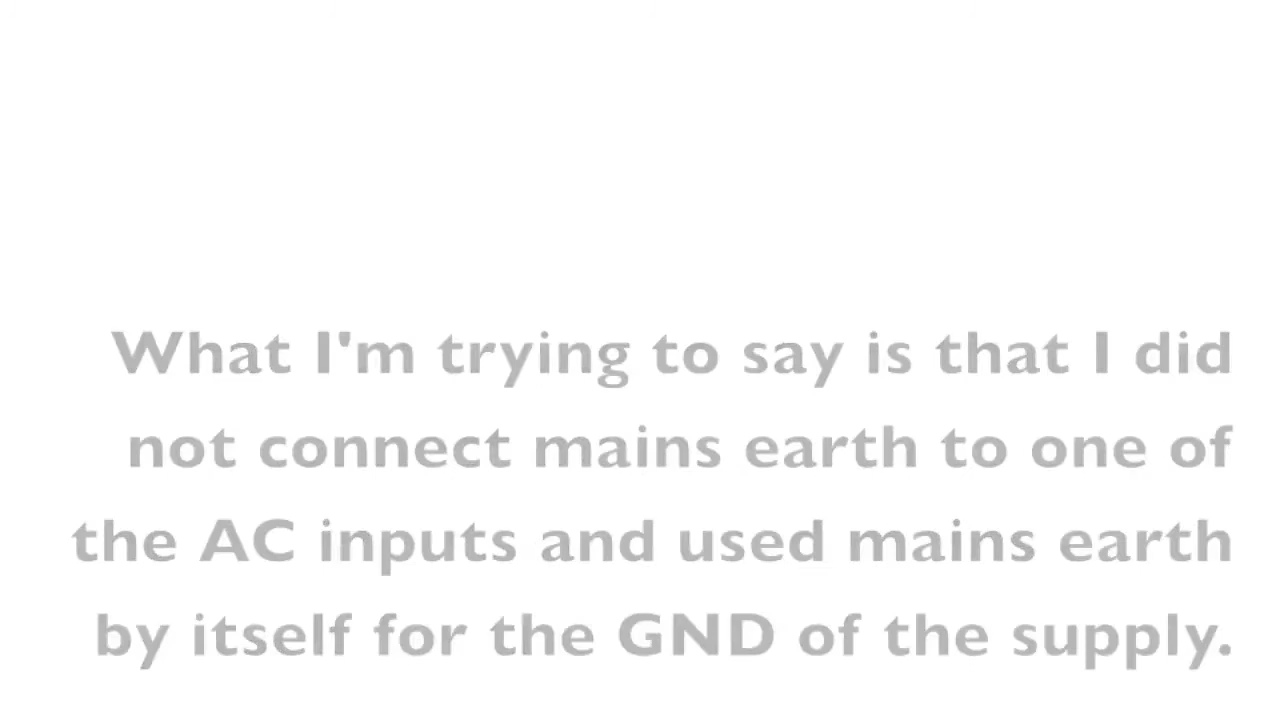 What I'm trying to say is that I did
not connect mains earth to one of
the AC inputs and used mains earth
by itself for the GND of the supply.